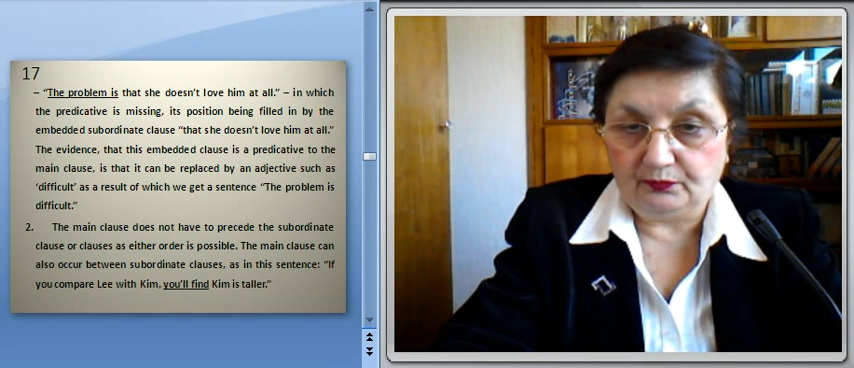 17
– “The problem is that she doesn’t love him at all.” – in which
the predicative is missing, its position being filled in by the
embedded subordinate clause “that she doesn’t love him at all.”
The evidence, that this embedded clause is a predicative to the
main clause, is that it can be replaced by an adjective such as
‘difficult’ as a result of which we get a sentence “The problem is
difficult.”
2. The main clause does not have to precede the subordinate
clause or clauses as either order is possible. The main clause can
also occur between subordinate clauses, as in this sentence: “If
you compare Lee with Kim, you’ll find Kim is taller.”